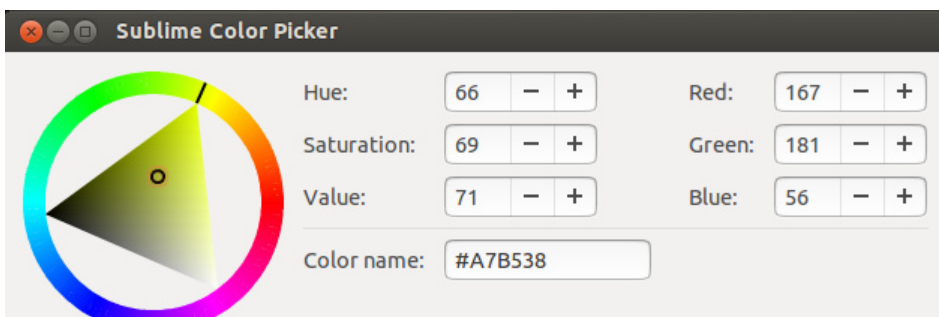 Sublime Color Picker
Hue: 66 − + Red: 167 − +
Saturation: 69 − + Green: 181 − +
Value: 71 − + Blue: 56 − +
Color name: #A7B538